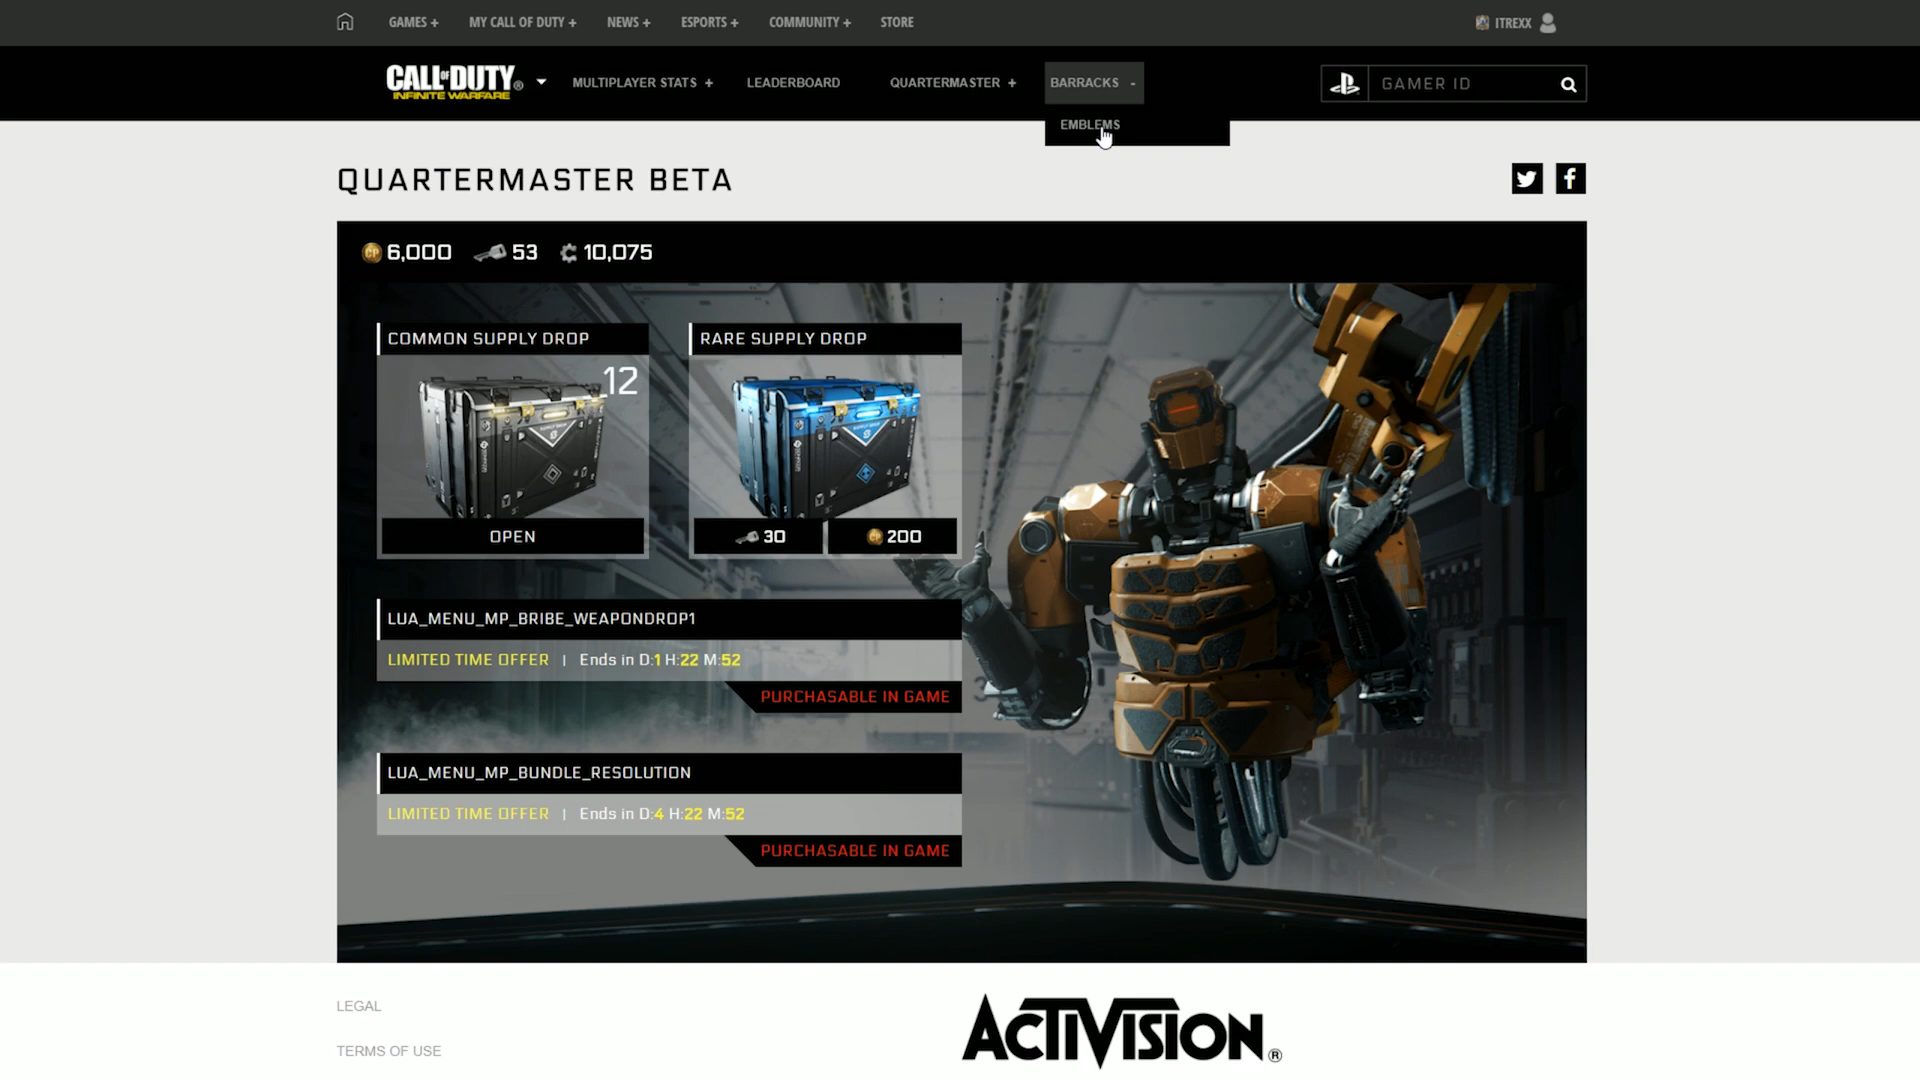 GAMES +
MY CALL OF DUTY +
NEWS +
ESPORTS +
COMMUNITY +
STORE
ITREXX
CALL OF DUTY®
INFINITE WARFARE
MULTIPLAYER STATS +
LEADERBOARD
QUARTERMASTER +
BARRACKS -
GAMER ID
EMBLEMS
QUARTERMASTER BETA
CP 6,000
53
10,075
COMMON SUPPLY DROP
12
OPEN
RARE SUPPLY DROP
30
CP 200
LUA_MENU_MP_BRIBE_WEAPONDROP1
LIMITED TIME OFFER | Ends in D:1 H:22 M:52
PURCHASABLE IN GAME
LUA_MENU_MP_BUNDLE_RESOLUTION
LIMITED TIME OFFER | Ends in D:4 H:22 M:52
PURCHASABLE IN GAME
LEGAL
TERMS OF USE
ACTIVISION®